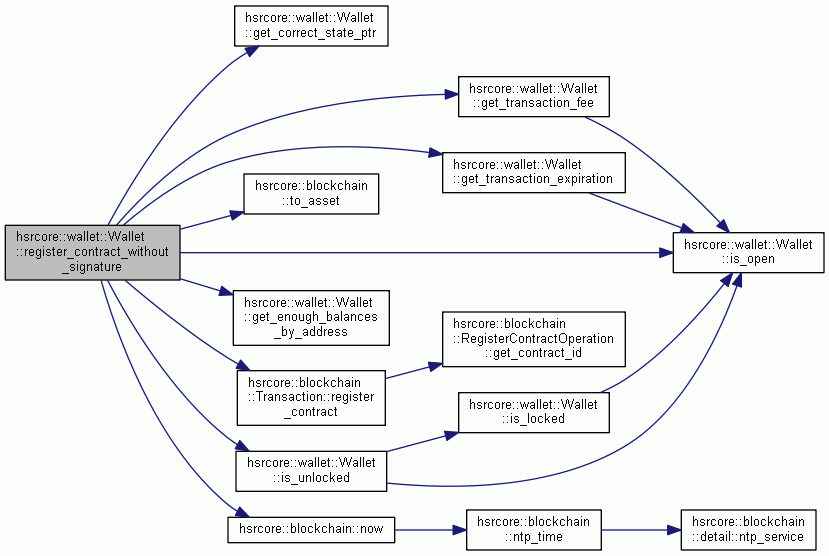 hsrcore::wallet::Wallet
::get_correct_state_ptr
hsrcore::wallet::Wallet
::get_transaction_fee
hsrcore::wallet::Wallet
::get_transaction_expiration
hsrcore::blockchain
::to_asset
hsrcore::wallet::Wallet
::register_contract_without
_signature
hsrcore::wallet::Wallet
::is_open
hsrcore::wallet::Wallet
::get_enough_balances
_by_address
hsrcore::blockchain
::RegisterContractOperation
::get_contract_id
hsrcore::blockchain
::Transaction::register
_contract
hsrcore::wallet::Wallet
::is_locked
hsrcore::wallet::Wallet
::is_unlocked
hsrcore::blockchain::now
hsrcore::blockchain
::ntp_time
hsrcore::blockchain
::detail::ntp_service